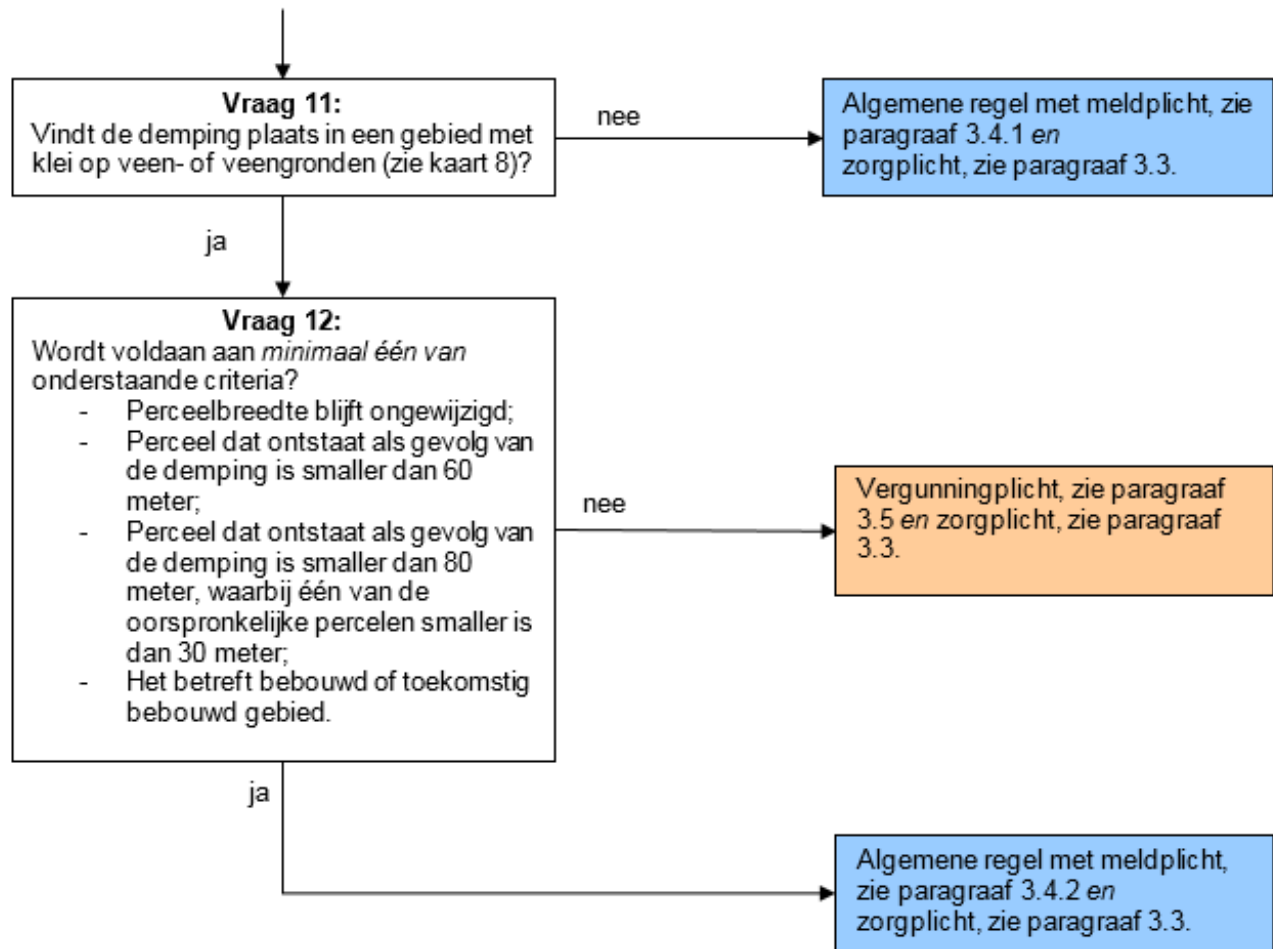 Vraag 11:
Vindt de demping plaats in een gebied met
klei op veen- of veengronden (zie kaart 8)?
nee
Algemene regel met meldplicht, zie
paragraaf 3.4.1 en
zorgplicht, zie paragraaf 3.3.
ja
Vraag 12:
Wordt voldaan aan minimaal één van
onderstaande criteria?
- Perceelbreedte blijft ongewijzigd;
- Perceel dat ontstaat als gevolg van
de demping is smaller dan 60
meter;
- Perceel dat ontstaat als gevolg van
de demping is smaller dan 80
meter, waarbij één van de
oorspronkelijke percelen smaller is
dan 30 meter;
- Het betreft bebouwd of toekomstig
bebouwd gebied.
nee
Vergunningplicht, zie paragraaf
3.5 en zorgplicht, zie paragraaf
3.3.
ja
Algemene regel met meldplicht,
zie paragraaf 3.4.2 en
zorgplicht, zie paragraaf 3.3.